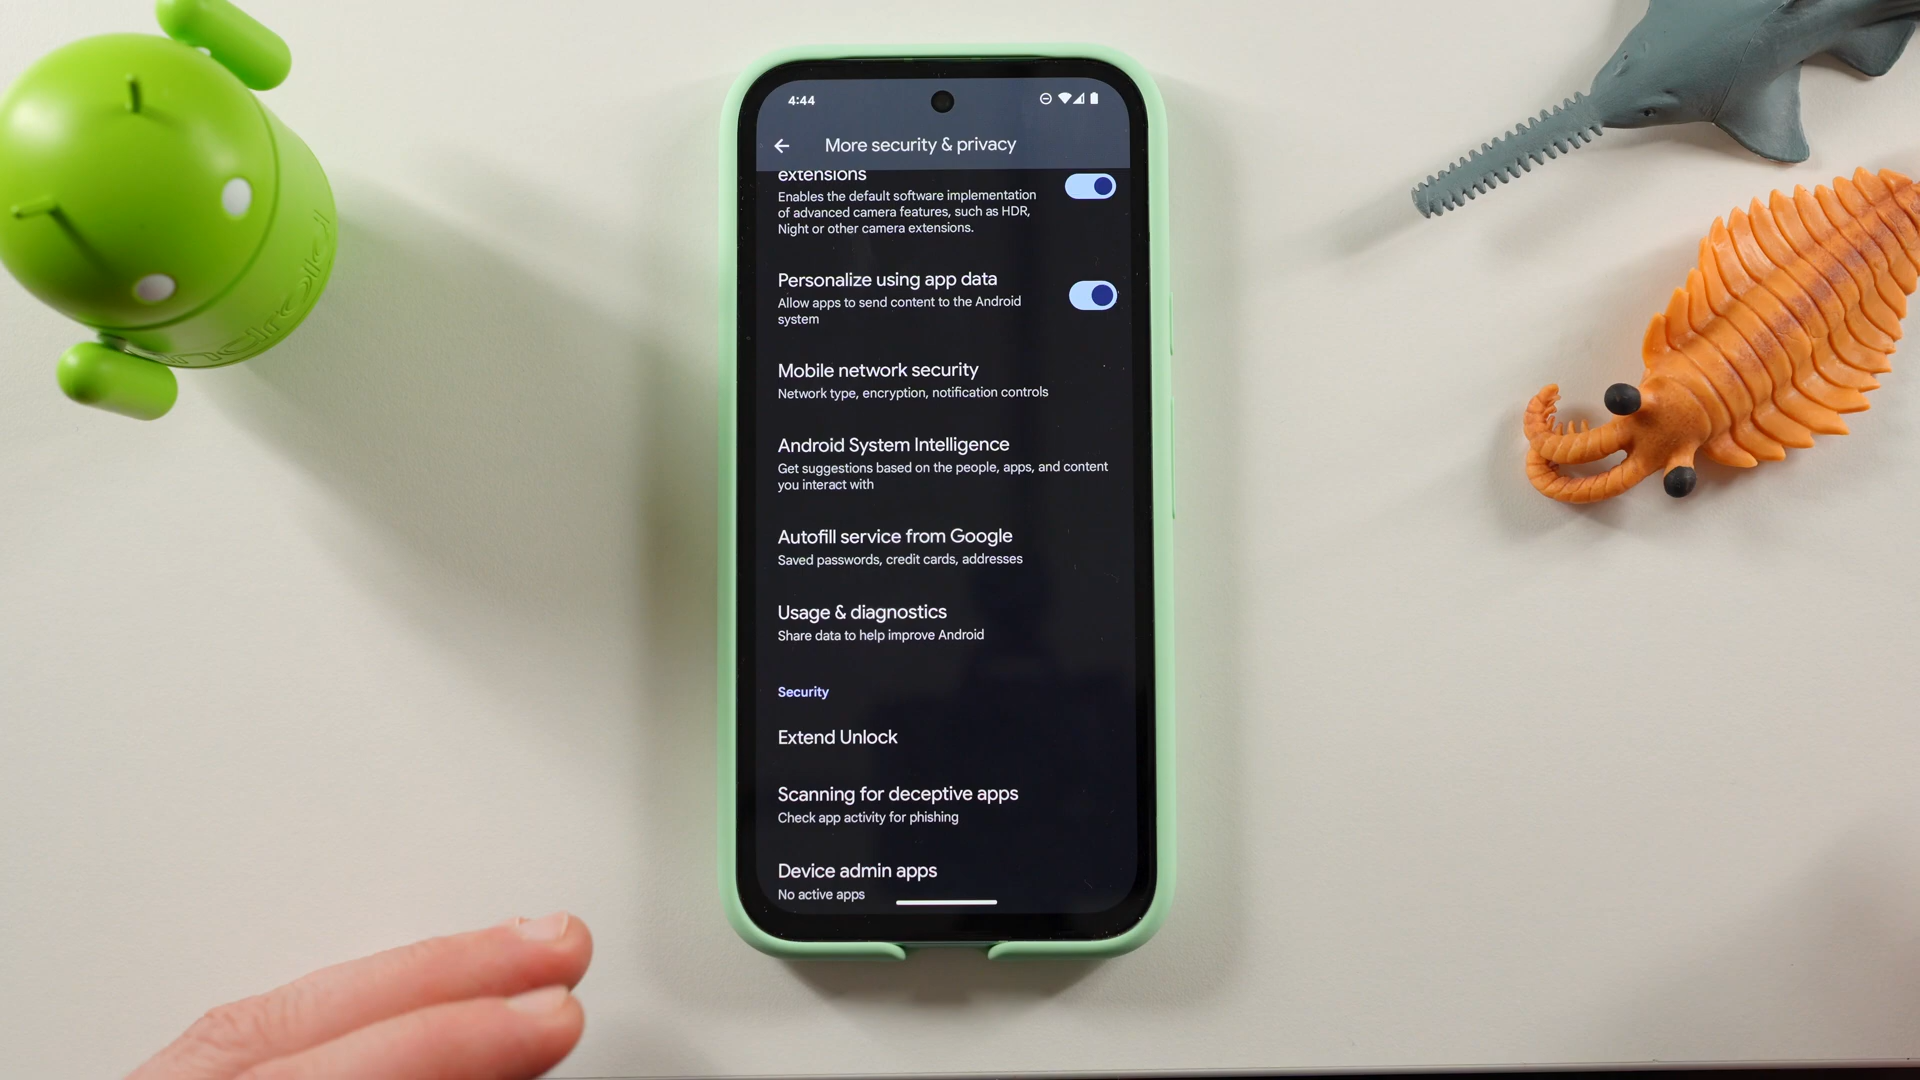 4:44
More security & privacy
extensions
Enables the default software implementation
of advanced camera features, such as HDR,
Night or other camera extensions.
Personalize using app data
Allow apps to send content to the Android
system
Mobile network security
Network type, encryption, notification controls
Android System Intelligence
Get suggestions based on the people, apps, and content
you interact with
Autofill service from Google
Saved passwords, credit cards, addresses
Usage & diagnostics
Share data to help improve Android
Security
Extend Unlock
Scanning for deceptive apps
Check app activity for phishing
Device admin apps
No active apps